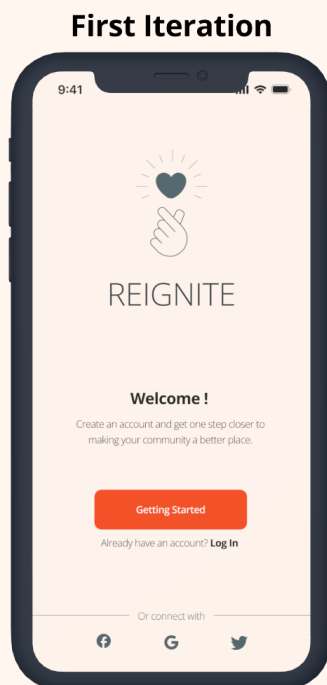 First Iteration
9:41
REIGNITE
Welcome !
Create an account and get one step closer to
making your community a better place.
Getting Started
Already have an account? Log In
Or connect with